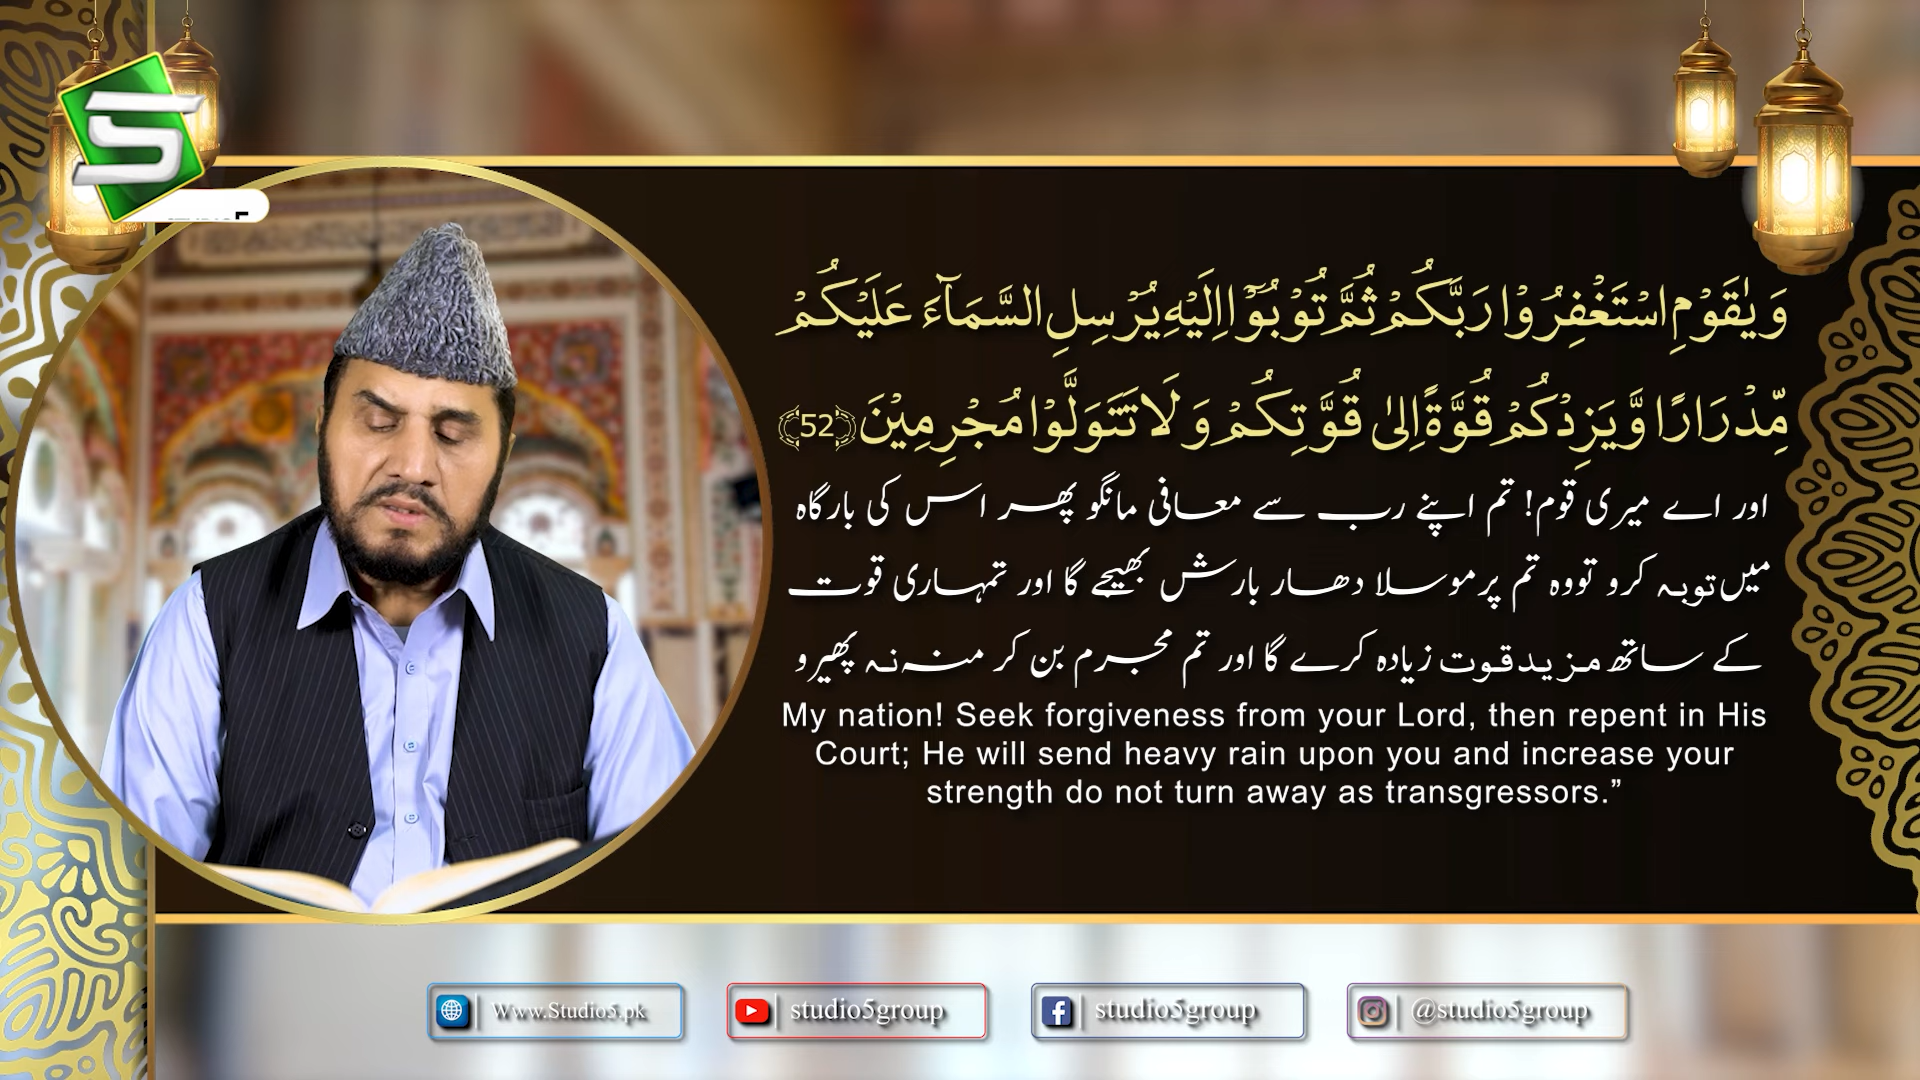 وَ یٰقَوْمِ اسْتَغْفِرُوْا رَبَّكُمْ ثُمَّ تُوْبُوْۤا اِلَیْهِ یُرْسِلِ السَّمَآءَ عَلَیْكُمْ
مِّدْرَارًا وَّ یَزِدْكُمْ قُوَّةً اِلٰى قُوَّتِكُمْ وَ لَا تَتَوَلَّوْا مُجْرِمِیْنَ ﴿52﴾
اور اے میری قوم! تم اپنے رب سے معافی مانگو پھر اس کی بارگاہ
میں توبہ کرو تووہ تم پرموسلا دھار بارش بھیجے گا اور تمہاری قوت
کے ساتھ مزید قوت زیادہ کرے گا اور تم مجرم بن کر منہ نہ پھیرو
My nation! Seek forgiveness from your Lord, then repent in His
Court; He will send heavy rain upon you and increase your
strength do not turn away as transgressors.”
Www.Studio5.pk studio5group studio5group @studio5group